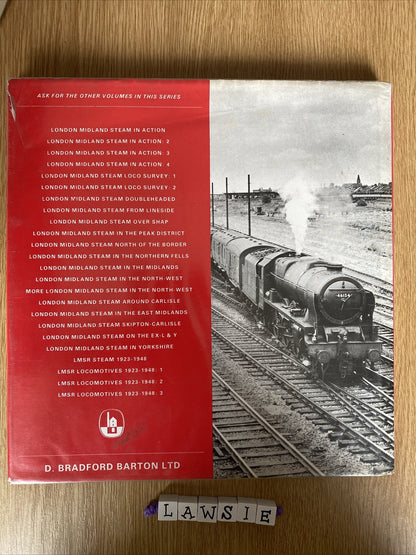 ASK FOR THE OTHER VOLUMES IN THIS SERIES
LONDON MIDLAND STEAM IN ACTION
LONDON MIDLAND STEAM IN ACTION: 2
LONDON MIDLAND STEAM IN ACTION: 3
LONDON MIDLAND STEAM IN ACTION: 4
LONDON MIDLAND STEAM LOCO SURVEY: 1
LONDON MIDLAND STEAM LOCO SURVEY: 2
LONDON MIDLAND STEAM DOUBLEHEADED
LONDON MIDLAND STEAM FROM LINESIDE
LONDON MIDLAND STEAM OVER SHAP
LONDON MIDLAND STEAM IN THE PEAK DISTRICT
LONDON MIDLAND STEAM NORTH OF THE BORDER
LONDON MIDLAND STEAM IN THE NORTHERN FELLS
LONDON MIDLAND STEAM IN THE MIDLANDS
LONDON MIDLAND STEAM IN THE NORTH-WEST
MORE LONDON MIDLAND STEAM IN THE NORTH-WEST
LONDON MIDLAND STEAM AROUND CARLISLE
LONDON MIDLAND STEAM IN THE EAST MIDLANDS
LONDON MIDLAND STEAM SKIPTON-CARLISLE
LONDON MIDLAND STEAM ON THE EX-L & Y
LONDON MIDLAND STEAM IN YORKSHIRE
LMSR STEAM 1923-1948
LMSR LOCOMOTIVES 1923-1948: 1
LMSR LOCOMOTIVES 1923-1948: 2
LMSR LOCOMOTIVES 1923-1948: 3
D. BRADFORD BARTON LTD
LAWSIE